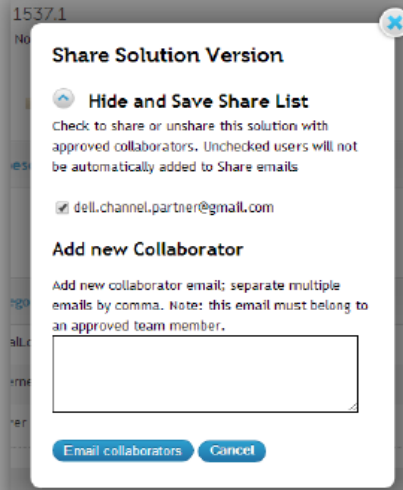 1537.1
No
Share Solution Version
Hide and Save Share List
Check to share or unshare this solution with
approved collaborators. Unchecked users will not
be automatically added to Share emails
dell.channel.partner@gmail.com
Add new Collaborator
Add new collaborator email; separate multiple
emails by comma. Note: this email must belong to
an approved team member.
Email collaborators Cancel